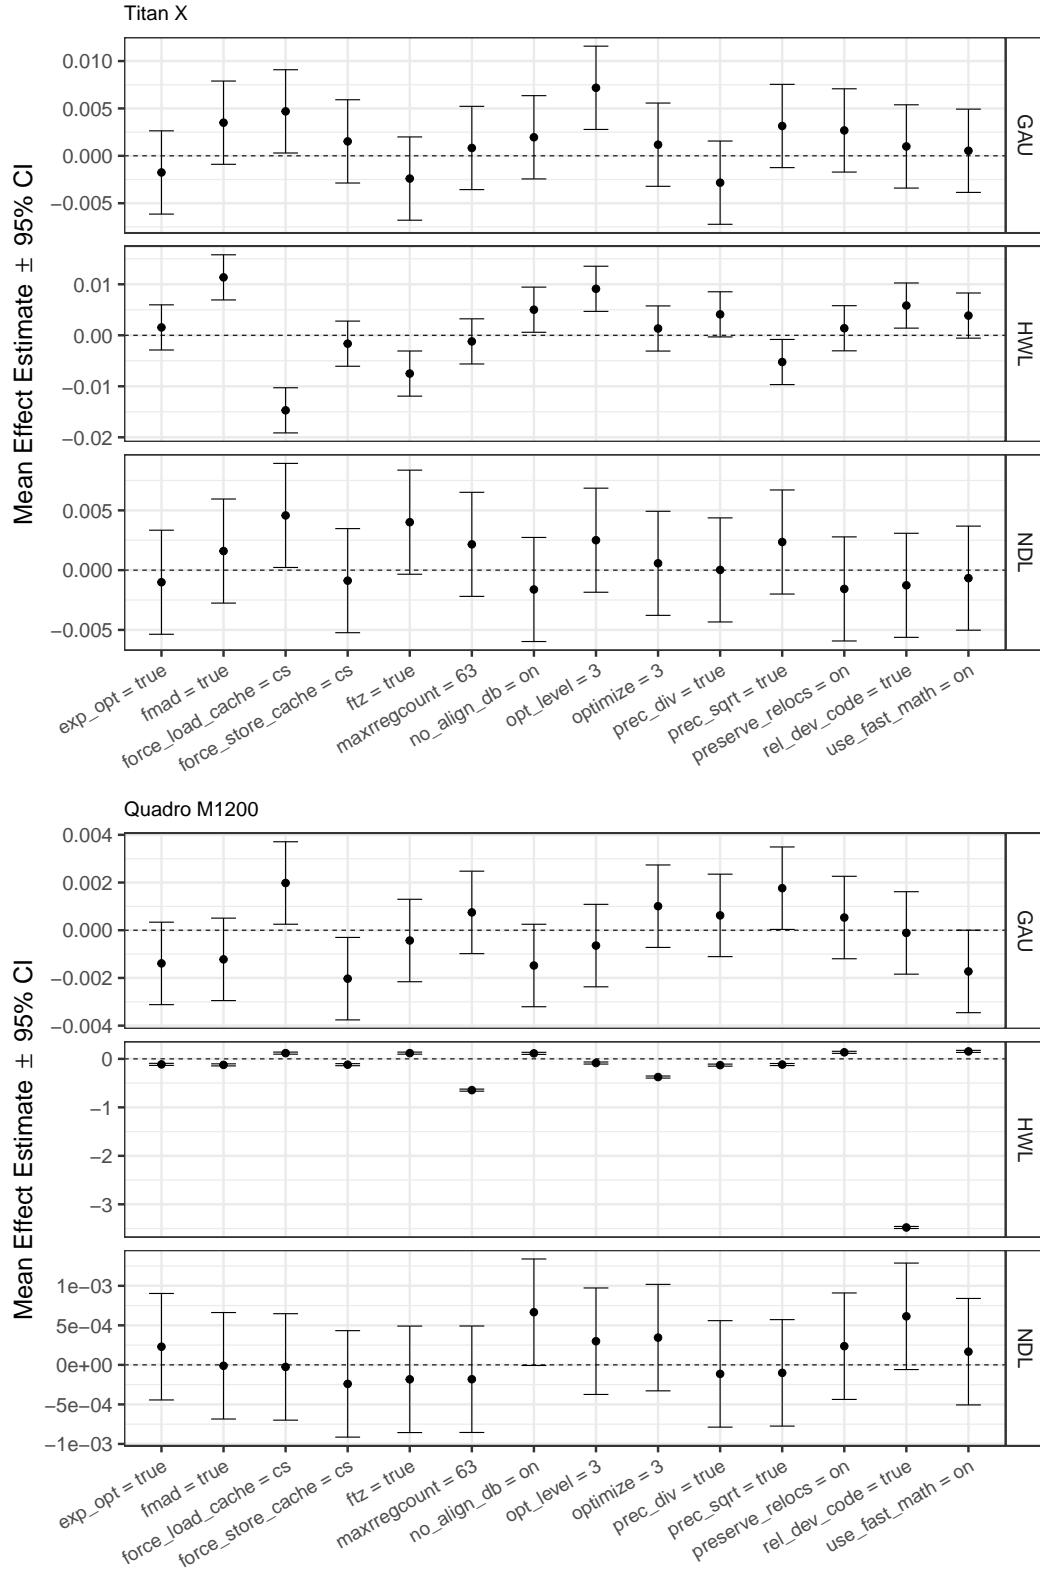 Titan X
Mean Effect Estimate ± 95% CI
0.010
0.005
0.000
−0.005
GAU
0.01
0.00
−0.01
−0.02
HWL
0.005
0.000
−0.005
NDL
exp_opt = true
fmad = true
force_load_cache = cs
force_store_cache = cs
ftz = true
maxrregcount = 63
no_align_db = on
opt_level = 3
optimize = 3
prec_div = true
prec_sqrt = true
preserve_relocs = on
rel_dev_code = true
use_fast_math = on
Quadro M1200
Mean Effect Estimate ± 95% CI
0.004
0.002
0.000
−0.002
−0.004
GAU
0
−1
−2
−3
HWL
1e−03
5e−04
0e+00
−5e−04
−1e−03
NDL
exp_opt = true
fmad = true
force_load_cache = cs
force_store_cache = cs
ftz = true
maxrregcount = 63
no_align_db = on
opt_level = 3
optimize = 3
prec_div = true
prec_sqrt = true
preserve_relocs = on
rel_dev_code = true
use_fast_math = on